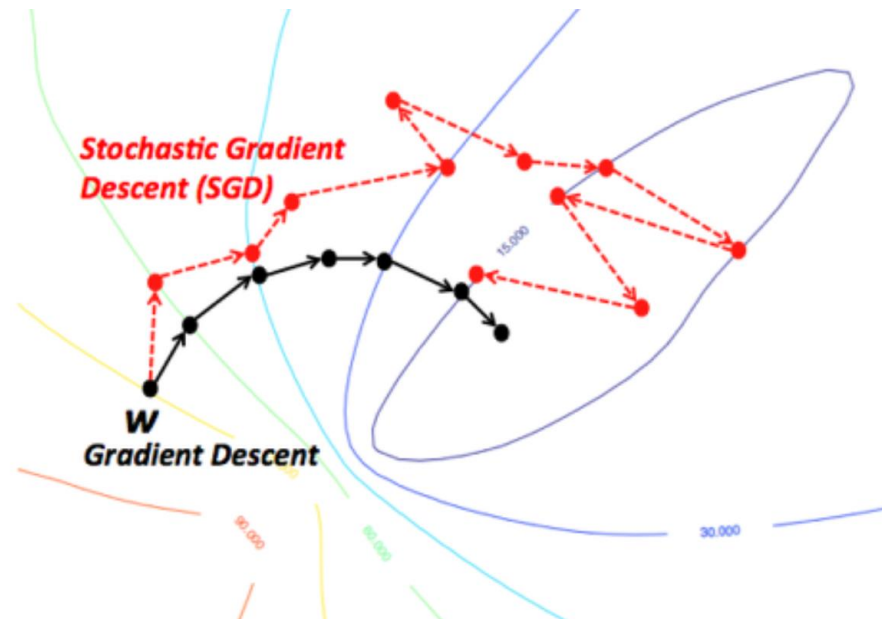 Stochastic Gradient
Descent (SGD)
15.000
W
Gradient Descent
90.000
60.000
30.000